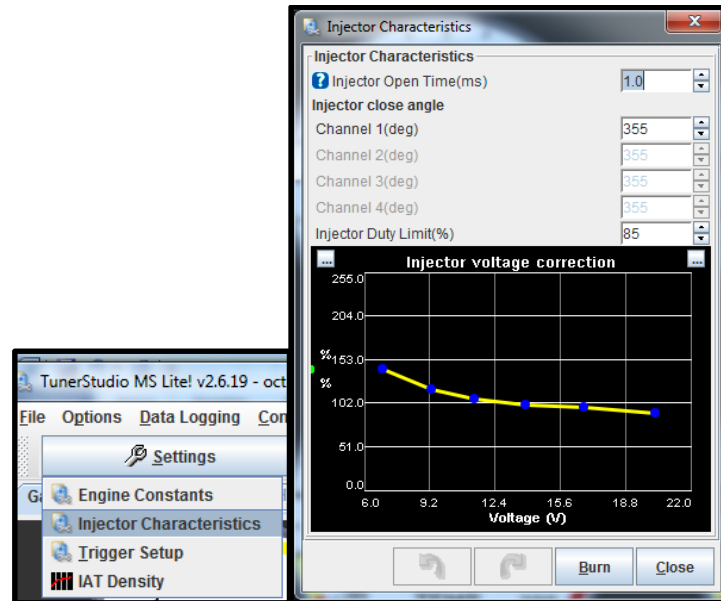 Injector Characteristics
Injector Characteristics
Injector Open Time(ms) 1.0
Injector close angle
Channel 1(deg) 355
Channel 2(deg) 355
Channel 3(deg) 355
Channel 4(deg) 355
Injector Duty Limit(%) 85
... Injector voltage correction ...
255.0
204.0
% 153.0
%
102.0
51.0
0.0
6.0 9.2 12.4 15.6 18.8 22.0
Voltage (V)
Burn Close
TunerStudio MS Lite! v2.6.19 - oct
File Options Data Logging Con
Settings
Ga
Engine Constants
Injector Characteristics
Trigger Setup
IAT Density